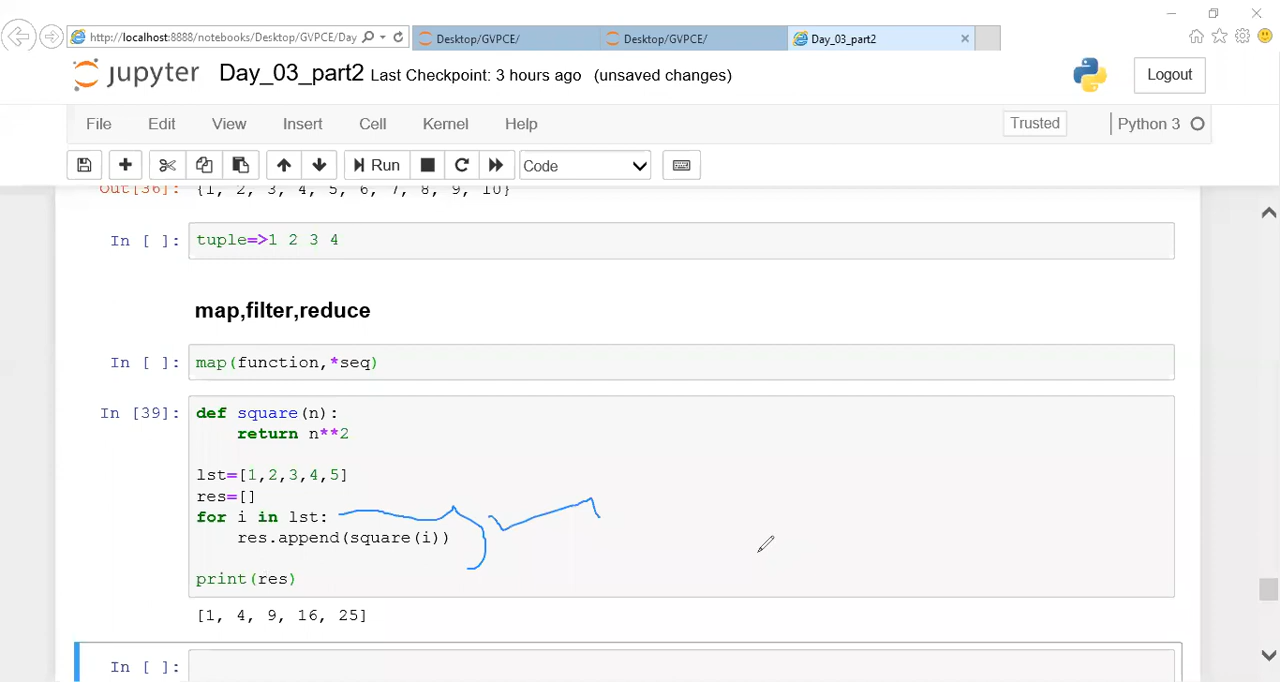 http://localhost:8888/notebooks/Desktop/GVPCE/Day
Desktop/GVPCE/
Desktop/GVPCE/
Day_03_part2
jupyter Day_03_part2 Last Checkpoint: 3 hours ago (unsaved changes)
Logout
File Edit View Insert Cell Kernel Help
Trusted
Python 3
Run
Code
Out[36]: {1, 2, 3, 4, 5, 6, 7, 8, 9, 10}
In [ ]: tuple=>1 2 3 4
map,filter,reduce
In [ ]: map(function,*seq)
In [39]: def square(n):
return n**2
lst=[1,2,3,4,5]
res=[]
for i in lst:
res.append(square(i))
print(res)
[1, 4, 9, 16, 25]
In [ ]: